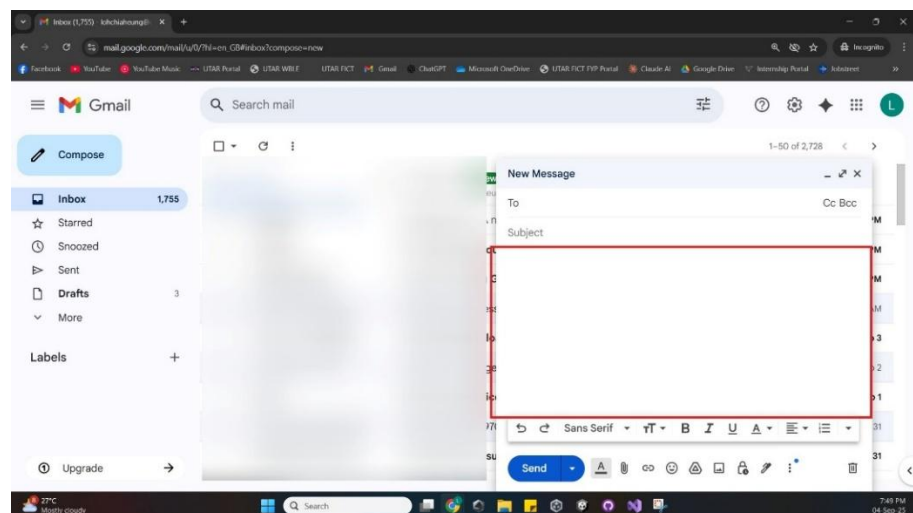 Inbox (1,755) - lohchiaheung@
mail.google.com/mail/u/0/?hl=en_GB#inbox?compose=new
Incognito
Facebook YouTube YouTube Music UTAR Portal UTAR WBLE UTAR FICT Gmail ChatGPT Microsoft OneDrive UTAR FICT FYP Portal Claude AI Google Drive Internship Portal Jobstreet
Gmail
Search mail
L
Compose
1–50 of 2,728
Inbox 1,755
Starred
Snoozed
Sent
Drafts 3
More
Labels
Upgrade
New Message
To Cc Bcc
Subject
Sans Serif
B I U A
Send
27°C
Mostly cloudy
Search
7:49 PM
04-Sep-25